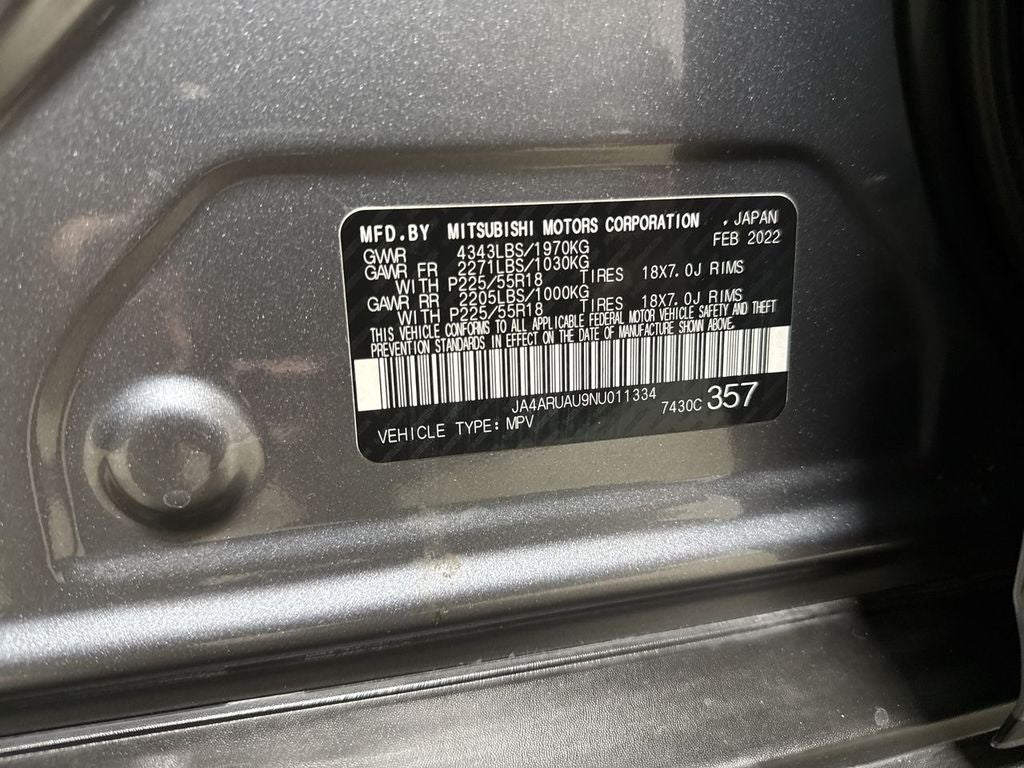 MFD.BY MITSUBISHI MOTORS CORPORATION , JAPAN
GVWR 4343LBS/1970KG FEB 2022
GAWR FR 2271LBS/1030KG
WITH P225/55R18 TIRES 18X7.0J RIMS
GAWR RR 2205LBS/1000KG
WITH P225/55R18 TIRES 18X7.0J RIMS
THIS VEHICLE CONFORMS TO ALL APPLICABLE FEDERAL MOTOR VEHICLE SAFETY AND THEFT
PREVENTION STANDARDS IN EFFECT ON THE DATE OF MANUFACTURE SHOWN ABOVE.
JA4ARUAU9NU011334
7430C 357
VEHICLE TYPE: MPV